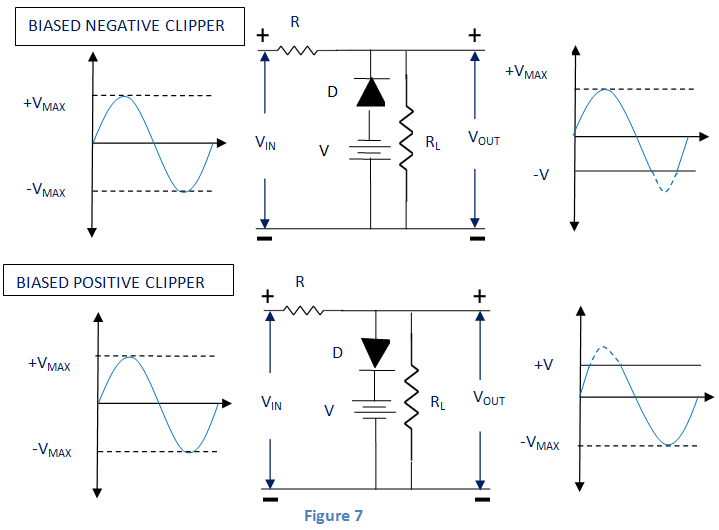 BIASED NEGATIVE CLIPPER
R
+ +
+VMAX
-VMAX
D
VIN
V
RL
VOUT
+VMAX
-V
BIASED POSITIVE CLIPPER
R
+ +
+VMAX
-VMAX
D
VIN
V
RL
VOUT
+V
-VMAX
Figure 7